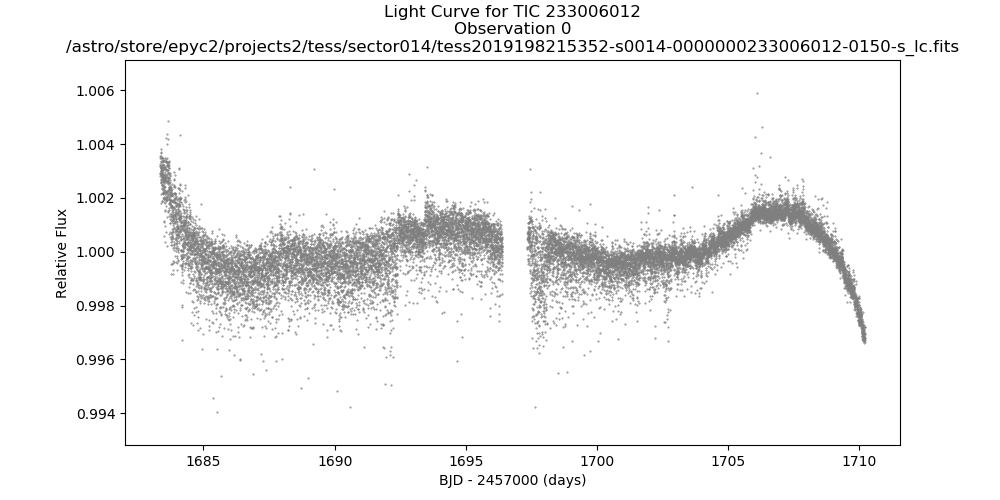 Light Curve for TIC 233006012
Observation 0
/astro/store/epyc2/projects2/tess/sector014/tess2019198215352-s0014-0000000233006012-0150-s_lc.fits
1.006
1.004
1.002
1.000
0.998
0.996
0.994
Relative Flux
1685
1690
1695
1700
1705
1710
BJD - 2457000 (days)